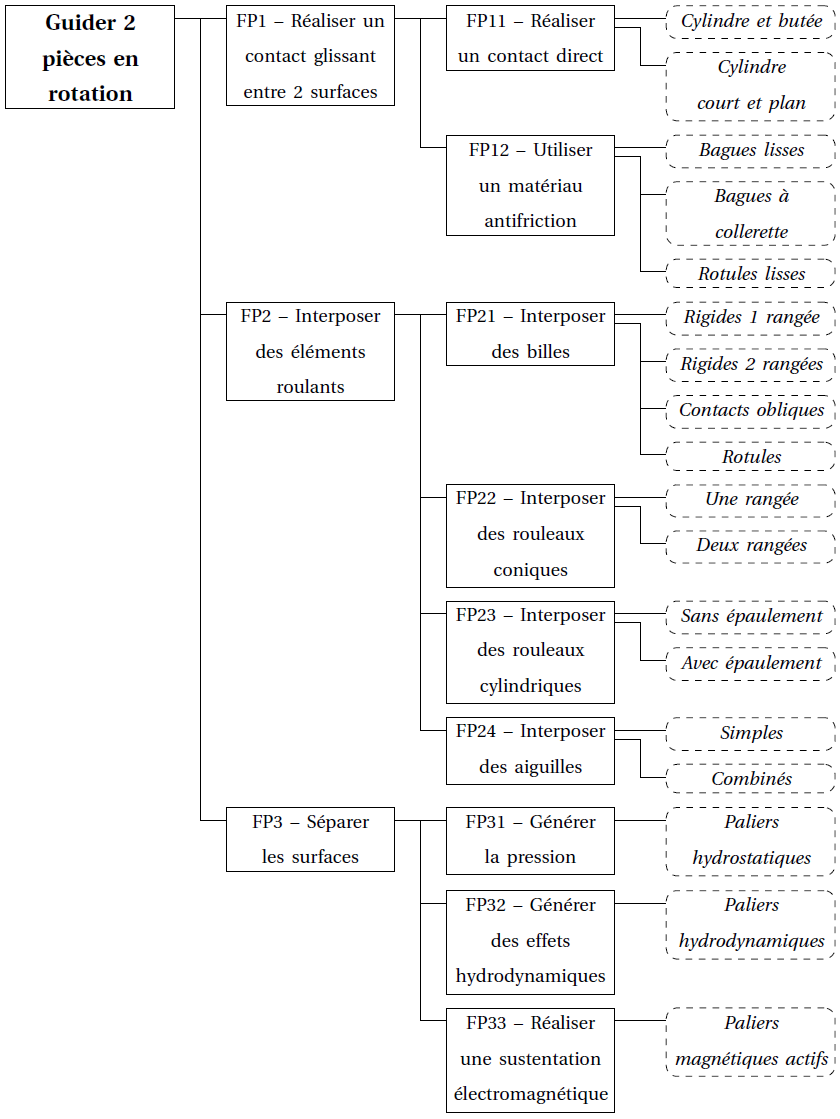 Guider 2
pièces en
rotation
FP1 – Réaliser un
contact glissant
entre 2 surfaces
FP11 – Réaliser
un contact direct
Cylindre et butée
Cylindre
court et plan
FP12 – Utiliser
un matériau
antifriction
Bagues lisses
Bagues à
collerette
Rotules lisses
FP2 – Interposer
des éléments
roulants
FP21 – Interposer
des billes
Rigides 1 rangée
Rigides 2 rangées
Contacts obliques
Rotules
FP22 – Interposer
des rouleaux
coniques
Une rangée
Deux rangées
FP23 – Interposer
des rouleaux
cylindriques
Sans épaulement
Avec épaulement
FP24 – Interposer
des aiguilles
Simples
Combinés
FP3 – Séparer
les surfaces
FP31 – Générer
la pression
Paliers
hydrostatiques
FP32 – Générer
des effets
hydrodynamiques
Paliers
hydrodynamiques
FP33 – Réaliser
une sustentation
électromagnétique
Paliers
magnétiques actifs